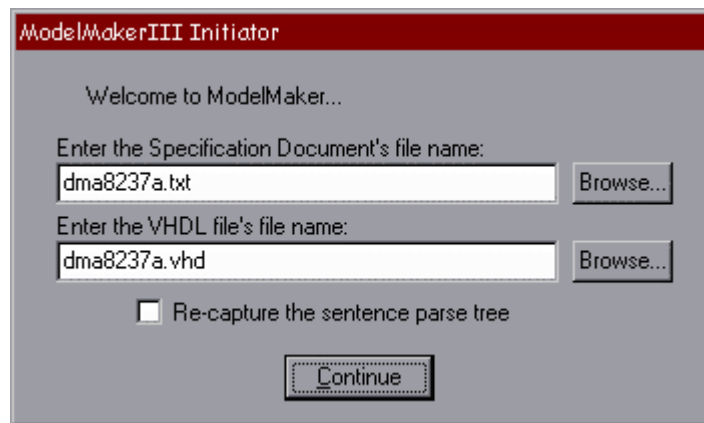 ModelMakerIII Initiator
Welcome to ModelMaker...
Enter the Specification Document's file name:
dma8237a.txt Browse...
Enter the VHDL file's file name:
dma8237a.vhd Browse...
Re-capture the sentence parse tree
Continue